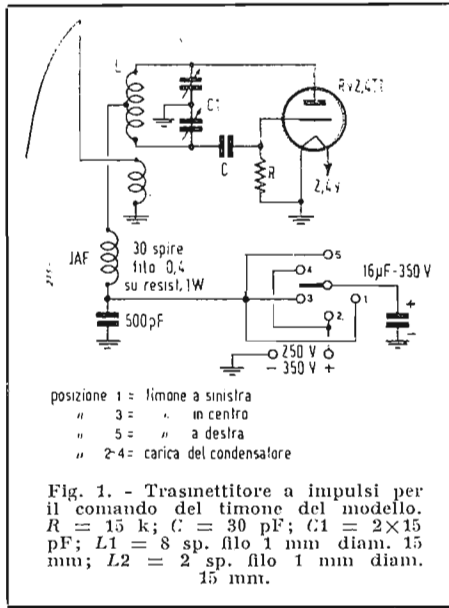 L
C1
C
R
RV2,4T1
2,4V
JAF
30 spire
filo 0,4
su resist. 1W
500pF
5
4
3
1
2
16µF-350 V
+
-
250 V
- 350 V +
posizione 1 = timone a sinistra
" 3 = " in centro
" 5 = " a destra
" 2-4 = carica del condensatore
Fig. 1. - Trasmettitore a impulsi per
il comando del timone del modello.
R = 15 k; C = 30 pF; C1 = 2×15
pF; L1 = 8 sp. filo 1 mm diam. 15
mm; L2 = 2 sp. filo 1 mm diam.
15 mm.